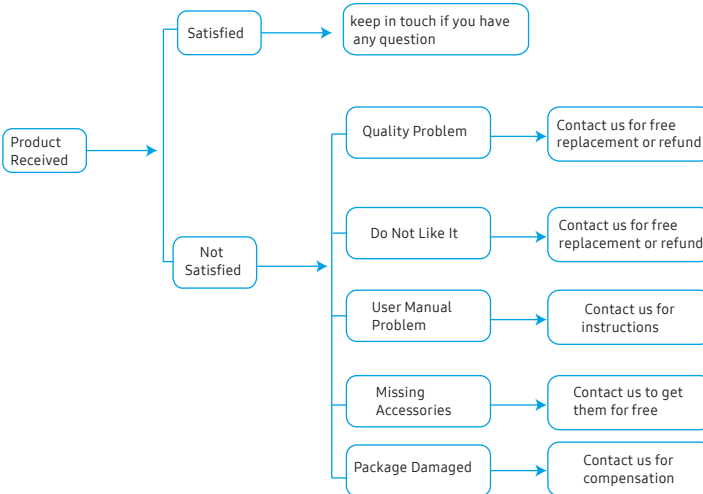 Satisfied
keep in touch if you have
any question
Product
Received
Quality Problem
Contact us for free
replacement or refund
Do Not Like It
Contact us for free
replacement or refund
Not
Satisfied
User Manual
Problem
Contact us for
instructions
Missing
Accessories
Contact us to get
them for free
Package Damaged
Contact us for
compensation